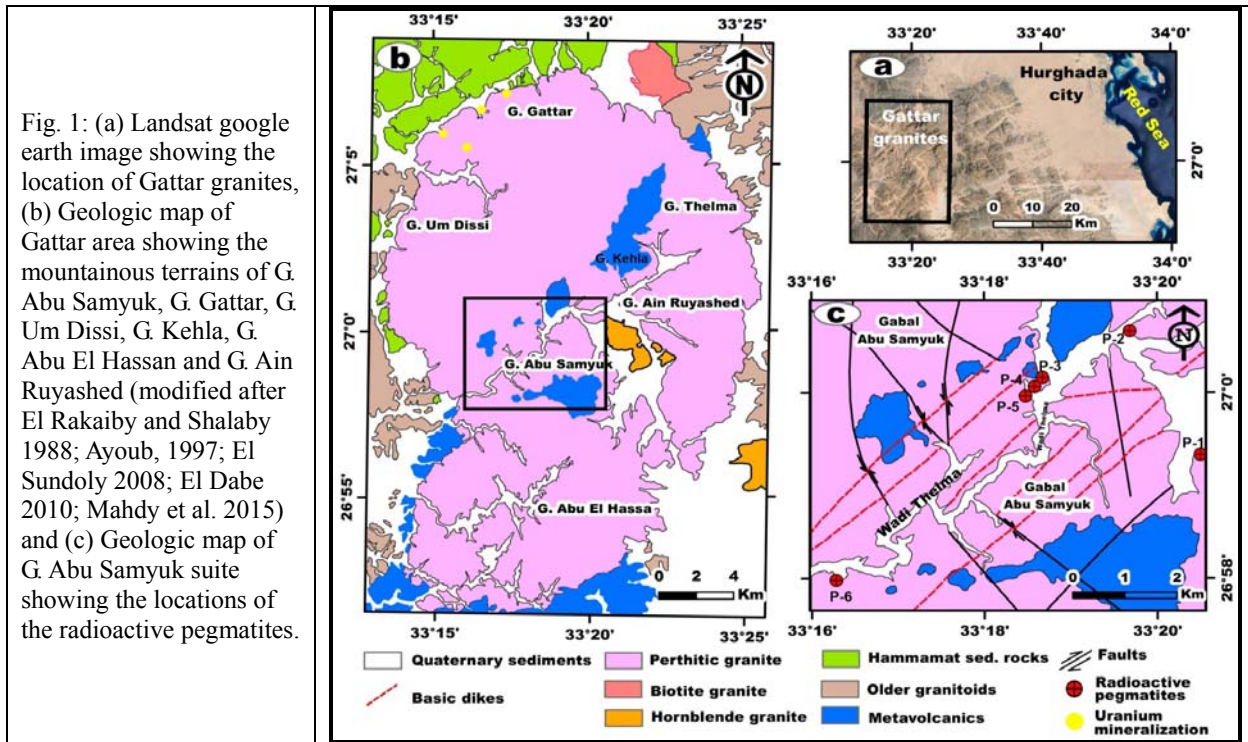 Fig. 1: (a) Landsat google
earth image showing the
location of Gattar granites,
(b) Geologic map of
Gattar area showing the
mountainous terrains of G.
Abu Samyuk, G. Gattar, G.
Um Dissi, G. Kehla, G.
Abu El Hassan and G. Ain
Ruyashed (modified after
El Rakaiby and Shalaby
1988; Ayoub, 1997; El
Sundoly 2008; El Dabe
2010; Mahdy et al. 2015)
and (c) Geologic map of
G. Abu Samyuk suite
showing the locations of
the radioactive pegmatites.
33°15' 33°20' 33°25'
b
N
G. Gattar
27°5'
G. Um Dissi
G. Thelma
G. Kehla
G. Ain Ruyashed
27°0'
G. Abu Samyuk
26°55'
G. Abu El Hassa
0 2 4
Km
33°15' 33°20' 33°25'
33°20' 33°40' 34°0'
a
Hurghada
city
Red Sea
Gattar
granites
27°0'
0 10 20
Km
33°20' 33°40' 34°0'
33°16' 33°18' 33°20'
c
N
Gabal
Abu Samyuk
P-2
P-3
P-4
P-5
27°0'
Wadi Thelma
P-1
Wadi Thelma
Gabal
Abu Samyuk
P-6
0 1 2
Km
26°58'
33°16' 33°18' 33°20'
Quaternary sediments
Basic dikes
Perthitic granite
Biotite granite
Hornblende granite
Hammamat sed. rocks
Older granitoids
Metavolcanics
Faults
Radioactive
pegmatites
Uranium
mineralization